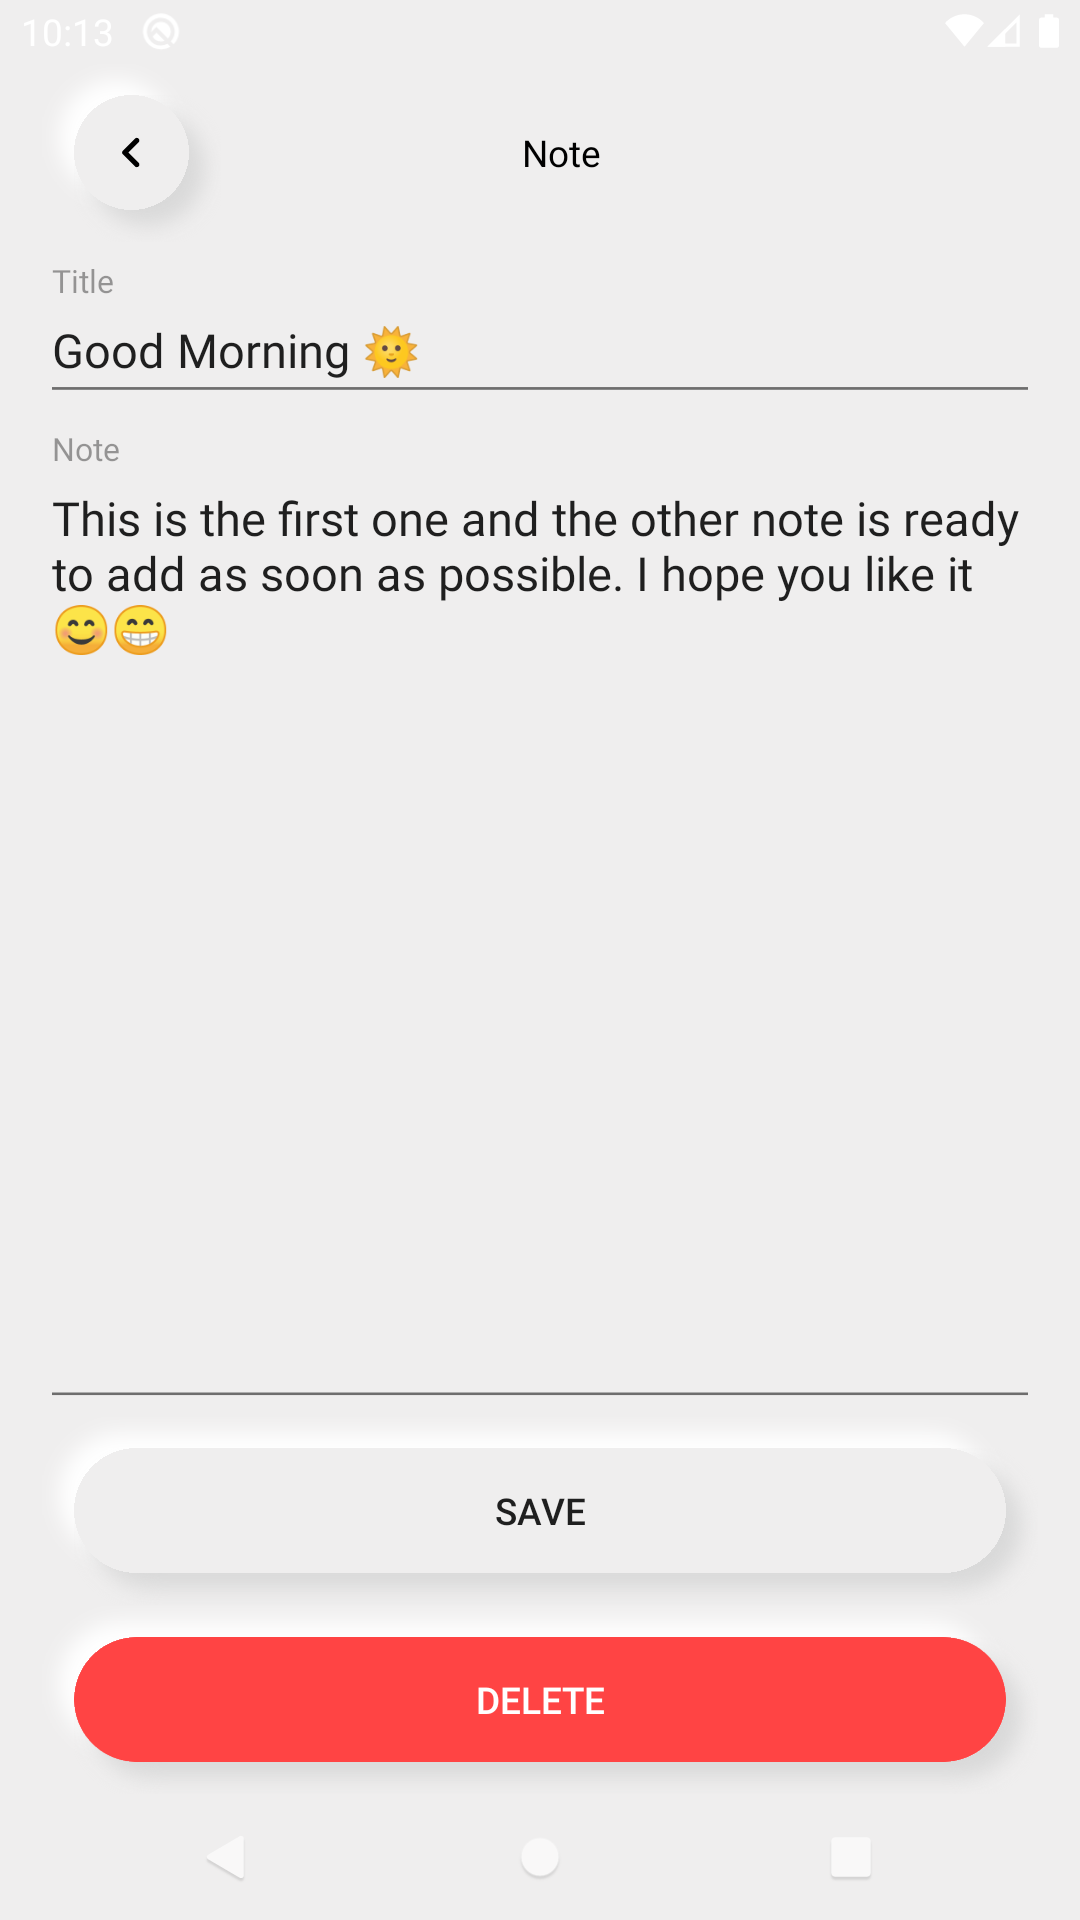 10:13
Note
Title
Good Morning 🌞
Note
This is the first one and the other note is ready
to add as soon as possible. I hope you like it
😊😁
SAVE
DELETE